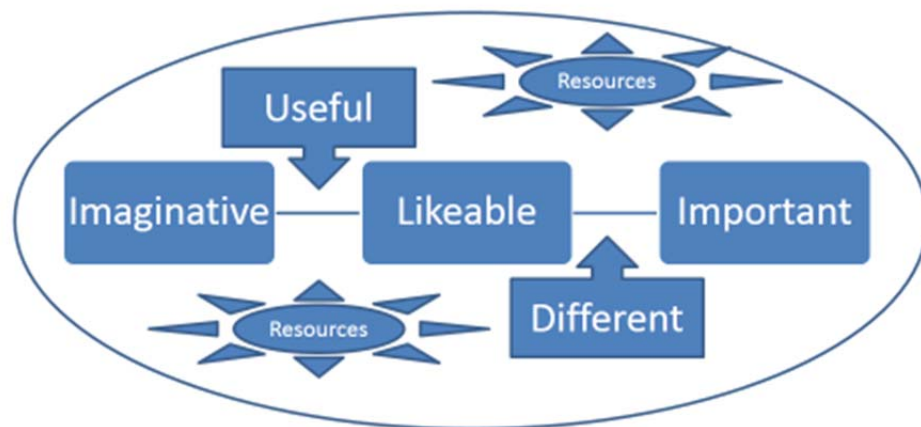 Resources
Useful
Imaginative
Likeable
Important
Resources
Different